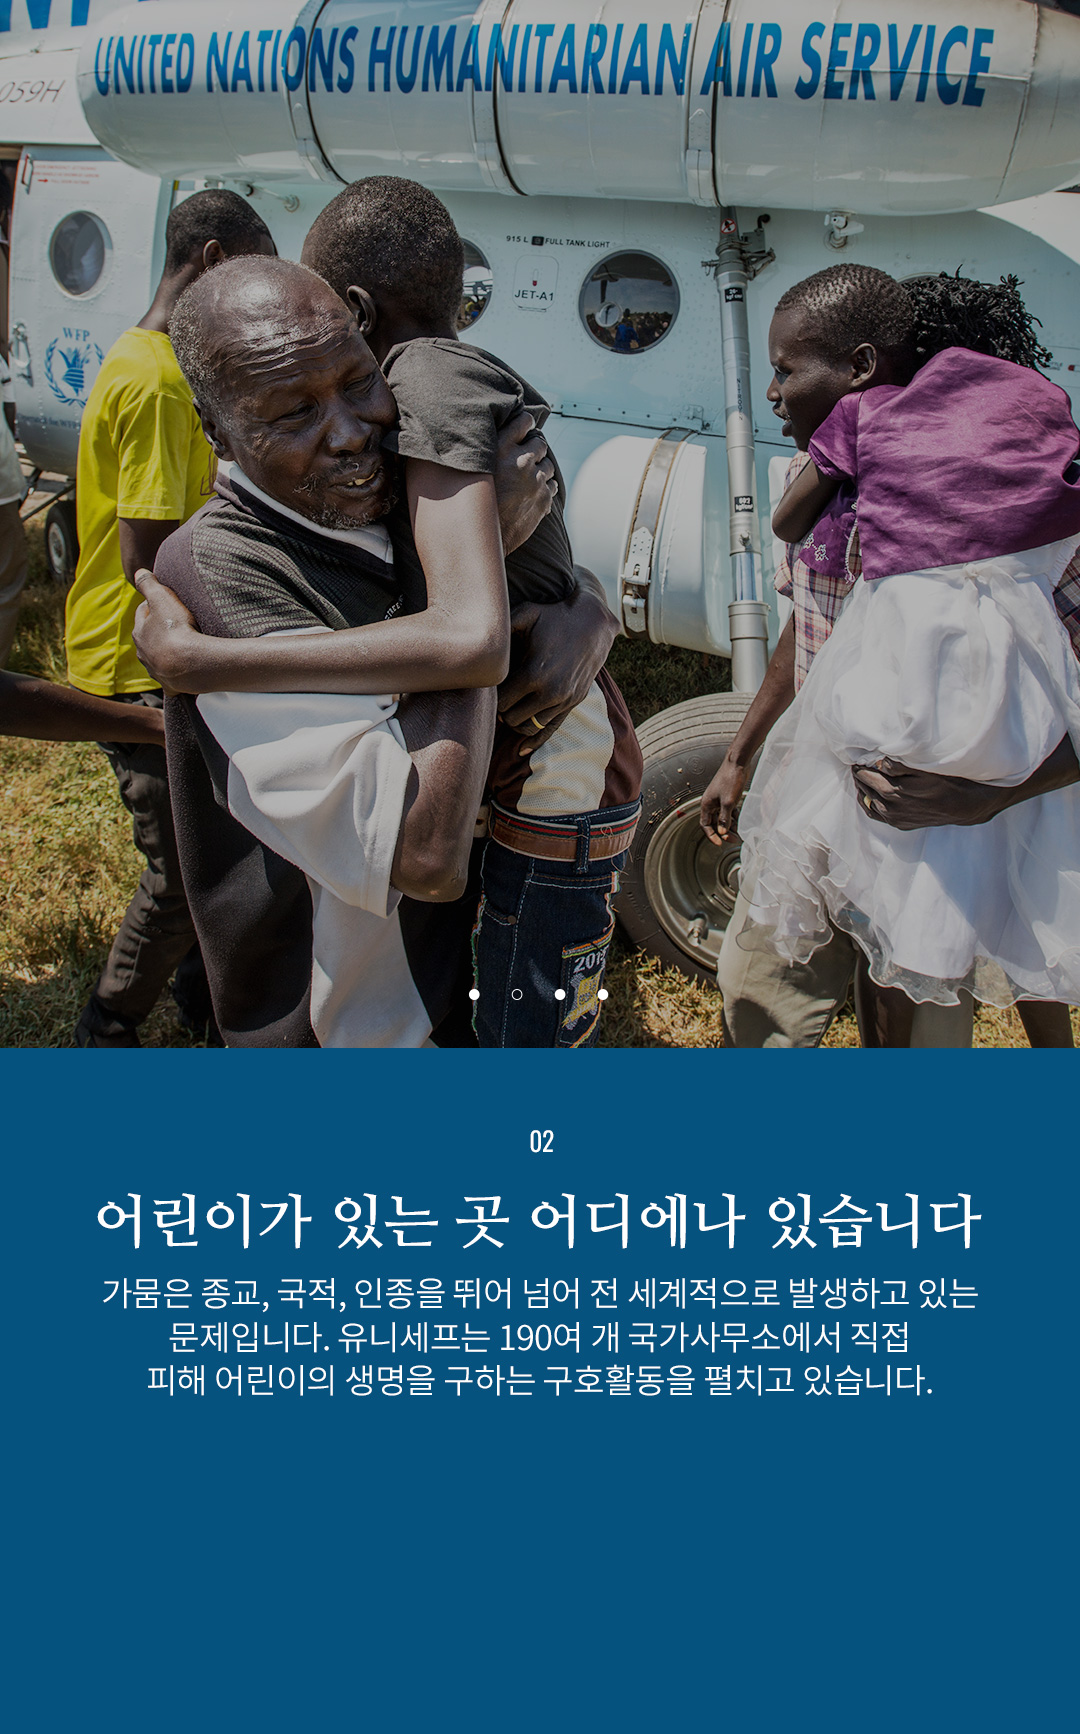 UNITED NATIONS HUMANITARIAN AIR SERVICE
059H
915 L FULL TANK LIGHT
JET-A1
WFP
2015
02
어린이가 있는 곳 어디에나 있습니다
가뭄은 종교, 국적, 인종을 뛰어 넘어 전 세계적으로 발생하고 있는
문제입니다. 유니세프는 190여 개 국가사무소에서 직접
피해 어린이의 생명을 구하는 구호활동을 펼치고 있습니다.